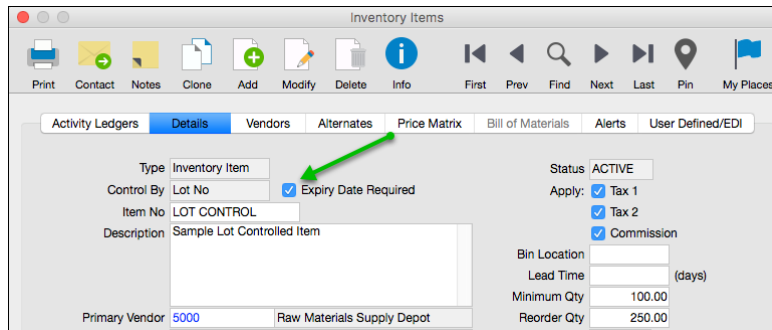 Inventory Items
Print Contact Notes Clone Add Modify Delete Info First Prev Find Next Last Pin My Places
Activity Ledgers Details Vendors Alternates Price Matrix Bill of Materials Alerts User Defined/EDI
Type Inventory Item Status ACTIVE
Control By Lot No Expiry Date Required Apply: Tax 1
Item No LOT CONTROL Tax 2
Description Sample Lot Controlled Item Commission
Bin Location
Lead Time (days)
Minimum Qty 100.00
Primary Vendor 5000 Raw Materials Supply Depot Reorder Qty 250.00